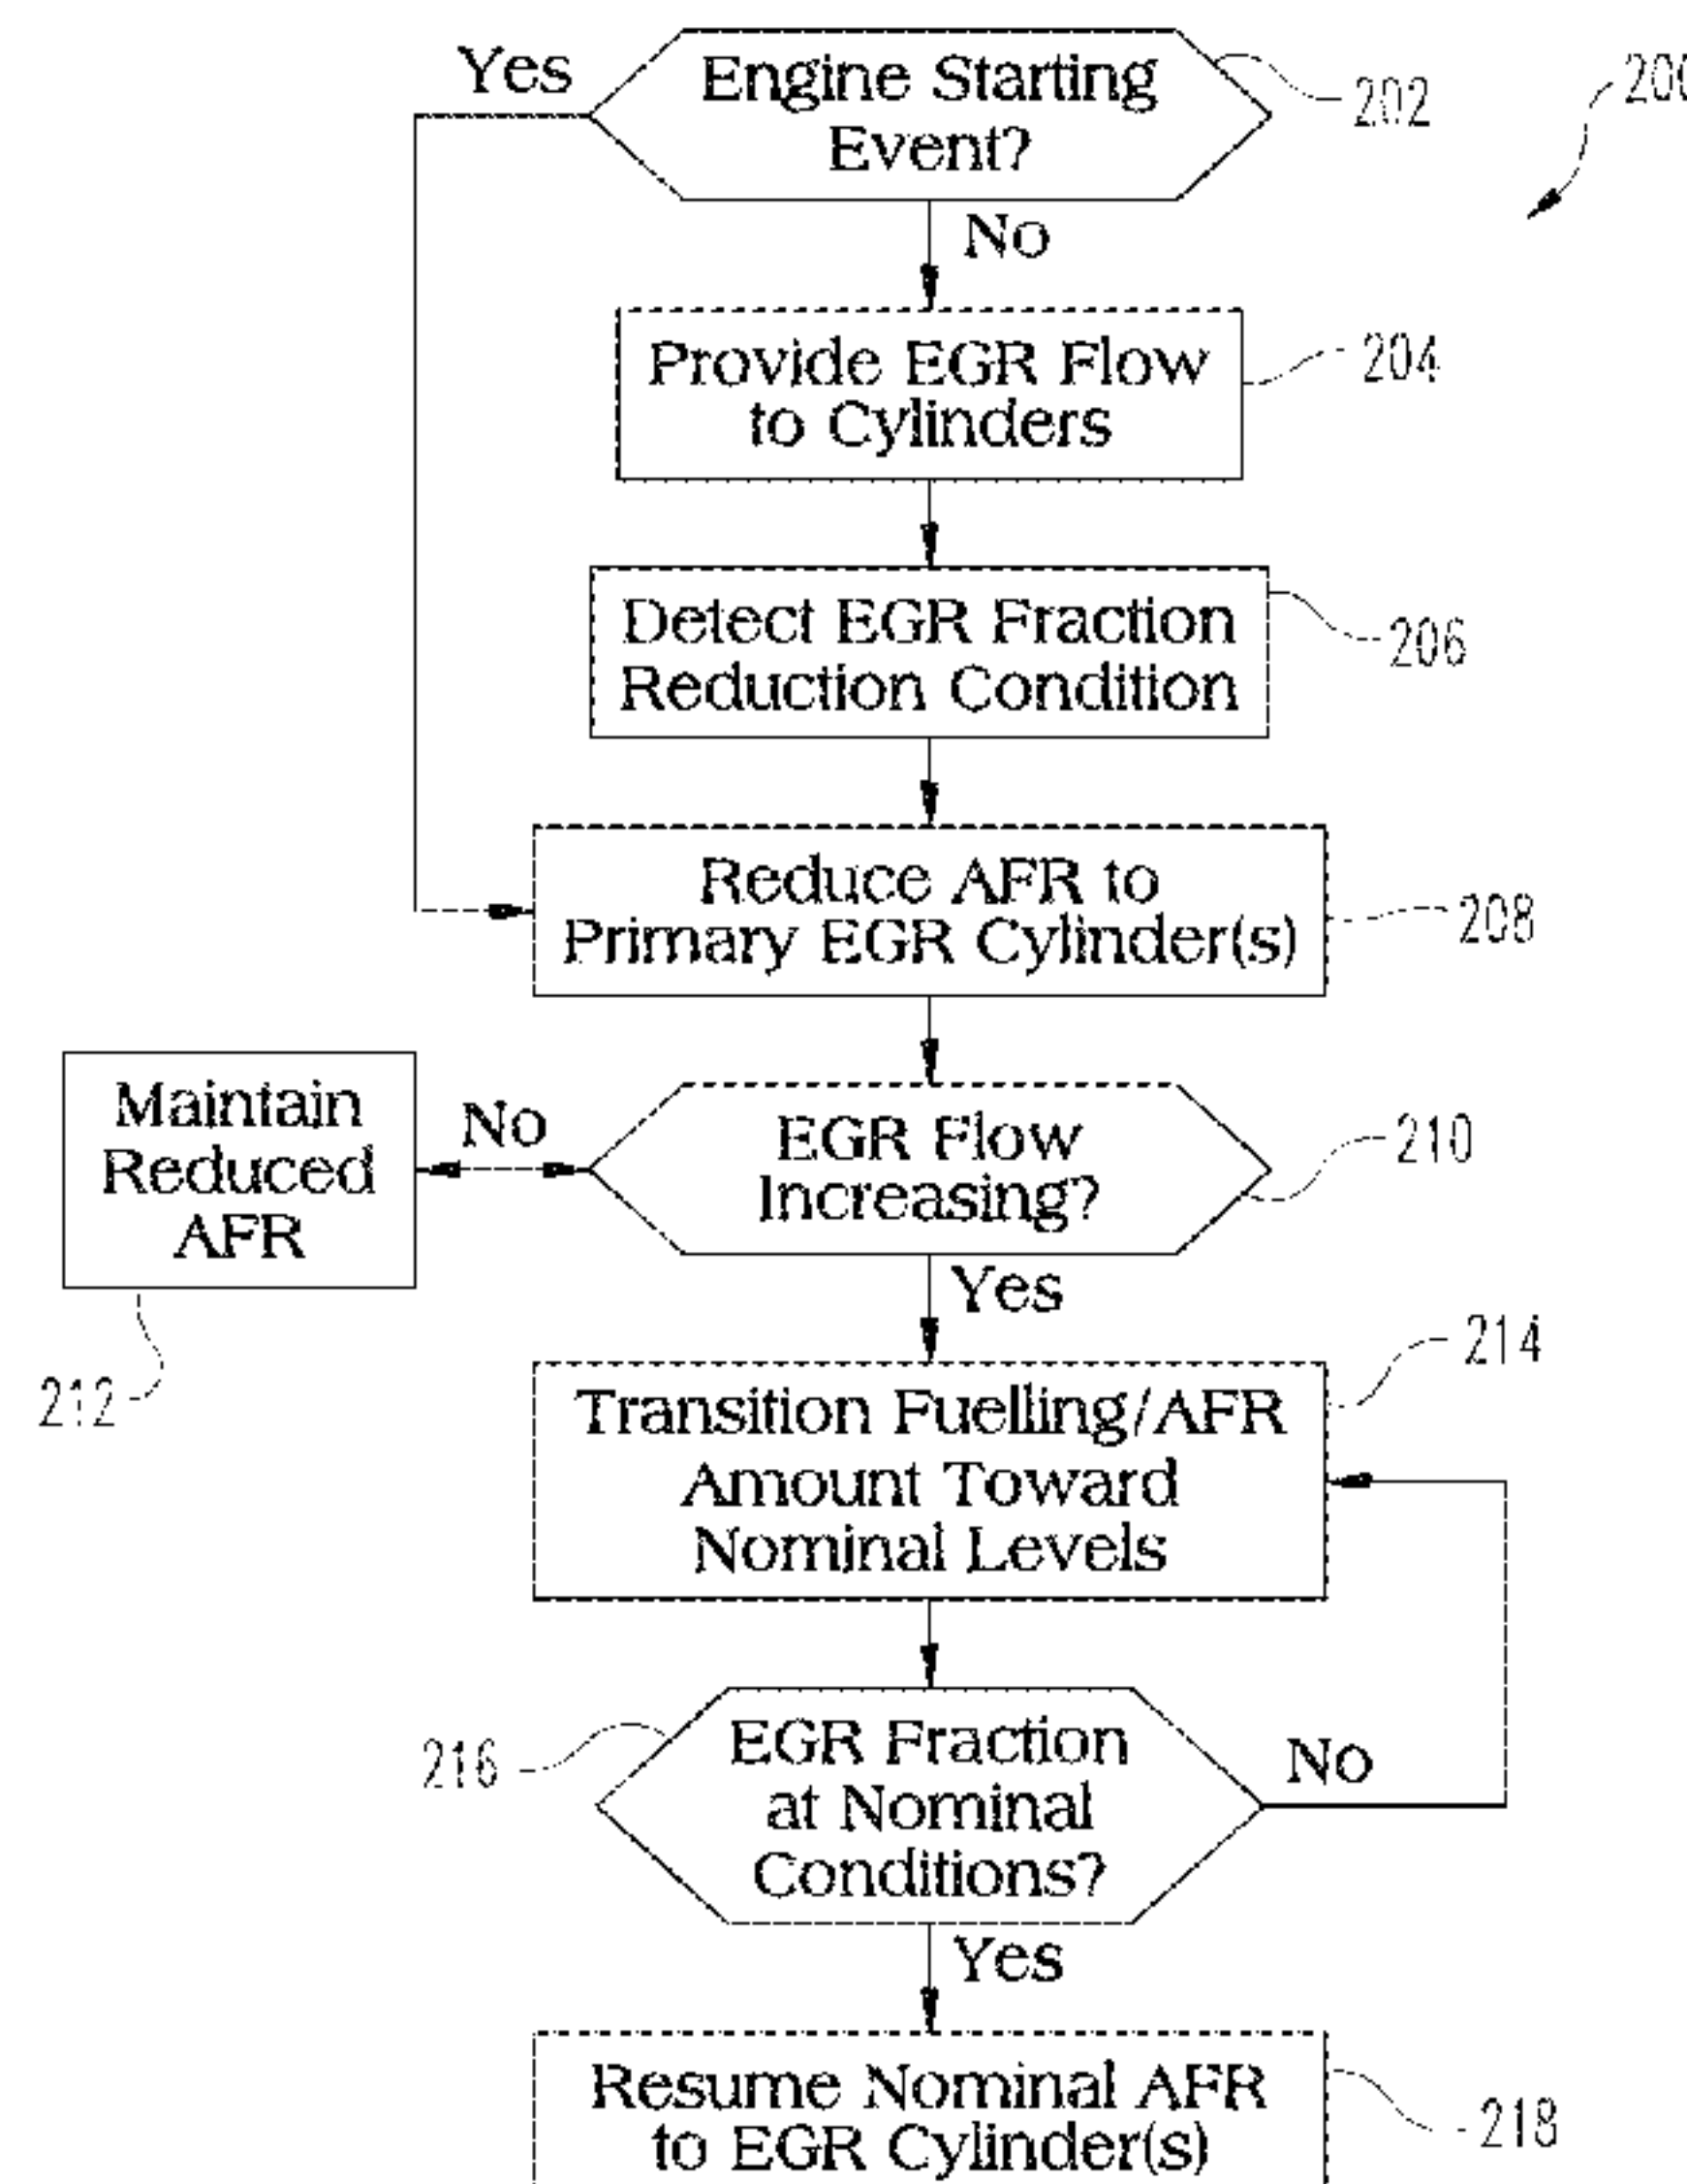 Yes
Engine Starting
Event?
202
200
No
Provide EGR Flow
to Cylinders
204
Detect EGR Fraction
Reduction Condition
206
Reduce AFR to
Primary EGR Cylinder(s)
208
Maintain
Reduced
AFR
212
No
EGR Flow
Increasing?
210
Yes
Transition Fuelling/AFR
Amount Toward
Nominal Levels
214
216
EGR Fraction
at Nominal
Conditions?
No
Yes
Resume Nominal AFR
to EGR Cylinder(s)
218